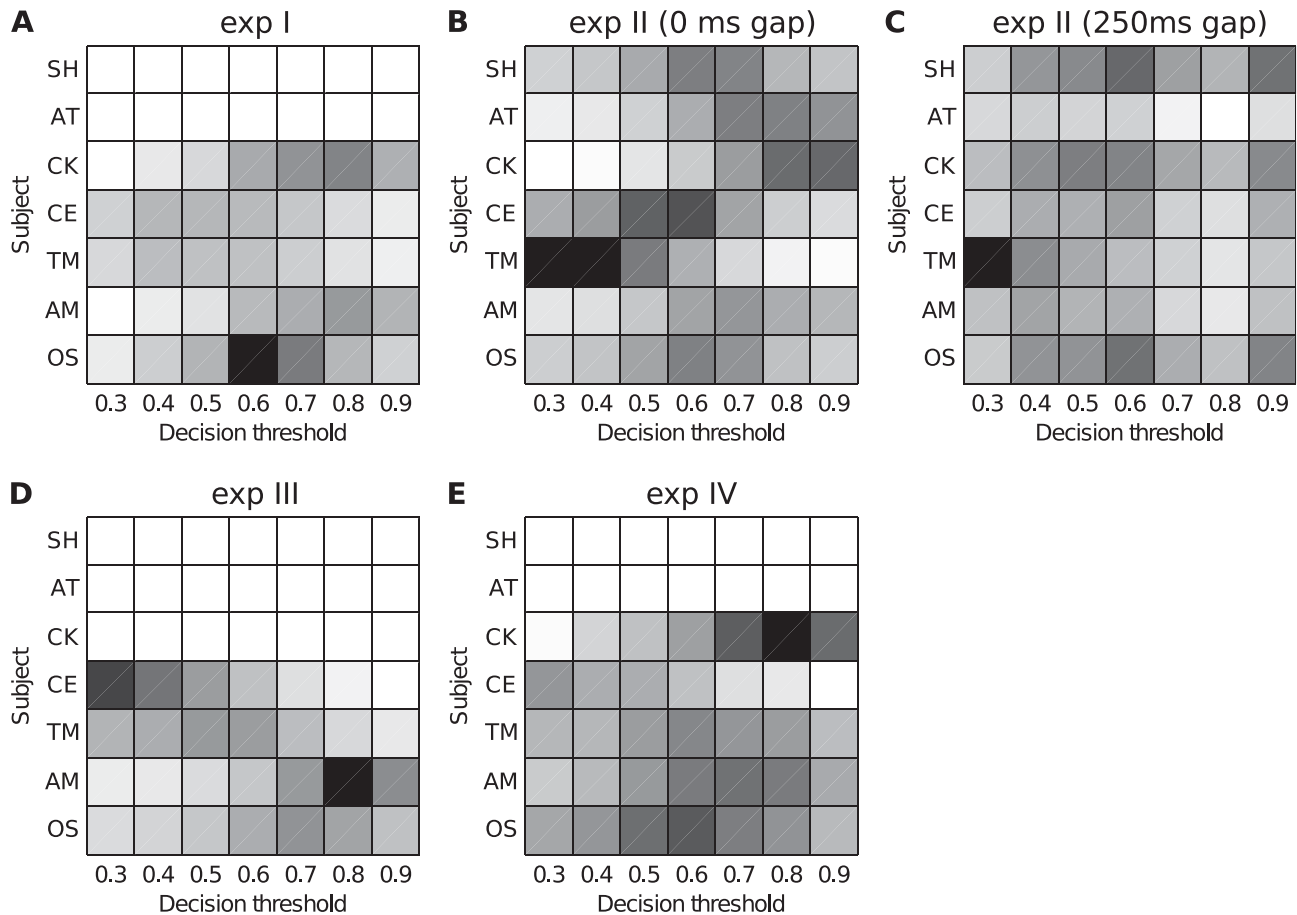 A exp I
SH
AT
CK
CE
TM
AM
OS
Subject
0.3 0.4 0.5 0.6 0.7 0.8 0.9
Decision threshold
B exp II (0 ms gap)
SH
AT
CK
CE
TM
AM
OS
Subject
0.3 0.4 0.5 0.6 0.7 0.8 0.9
Decision threshold
C exp II (250ms gap)
SH
AT
CK
CE
TM
AM
OS
Subject
0.3 0.4 0.5 0.6 0.7 0.8 0.9
Decision threshold
D exp III
SH
AT
CK
CE
TM
AM
OS
Subject
0.3 0.4 0.5 0.6 0.7 0.8 0.9
Decision threshold
E exp IV
SH
AT
CK
CE
TM
AM
OS
Subject
0.3 0.4 0.5 0.6 0.7 0.8 0.9
Decision threshold